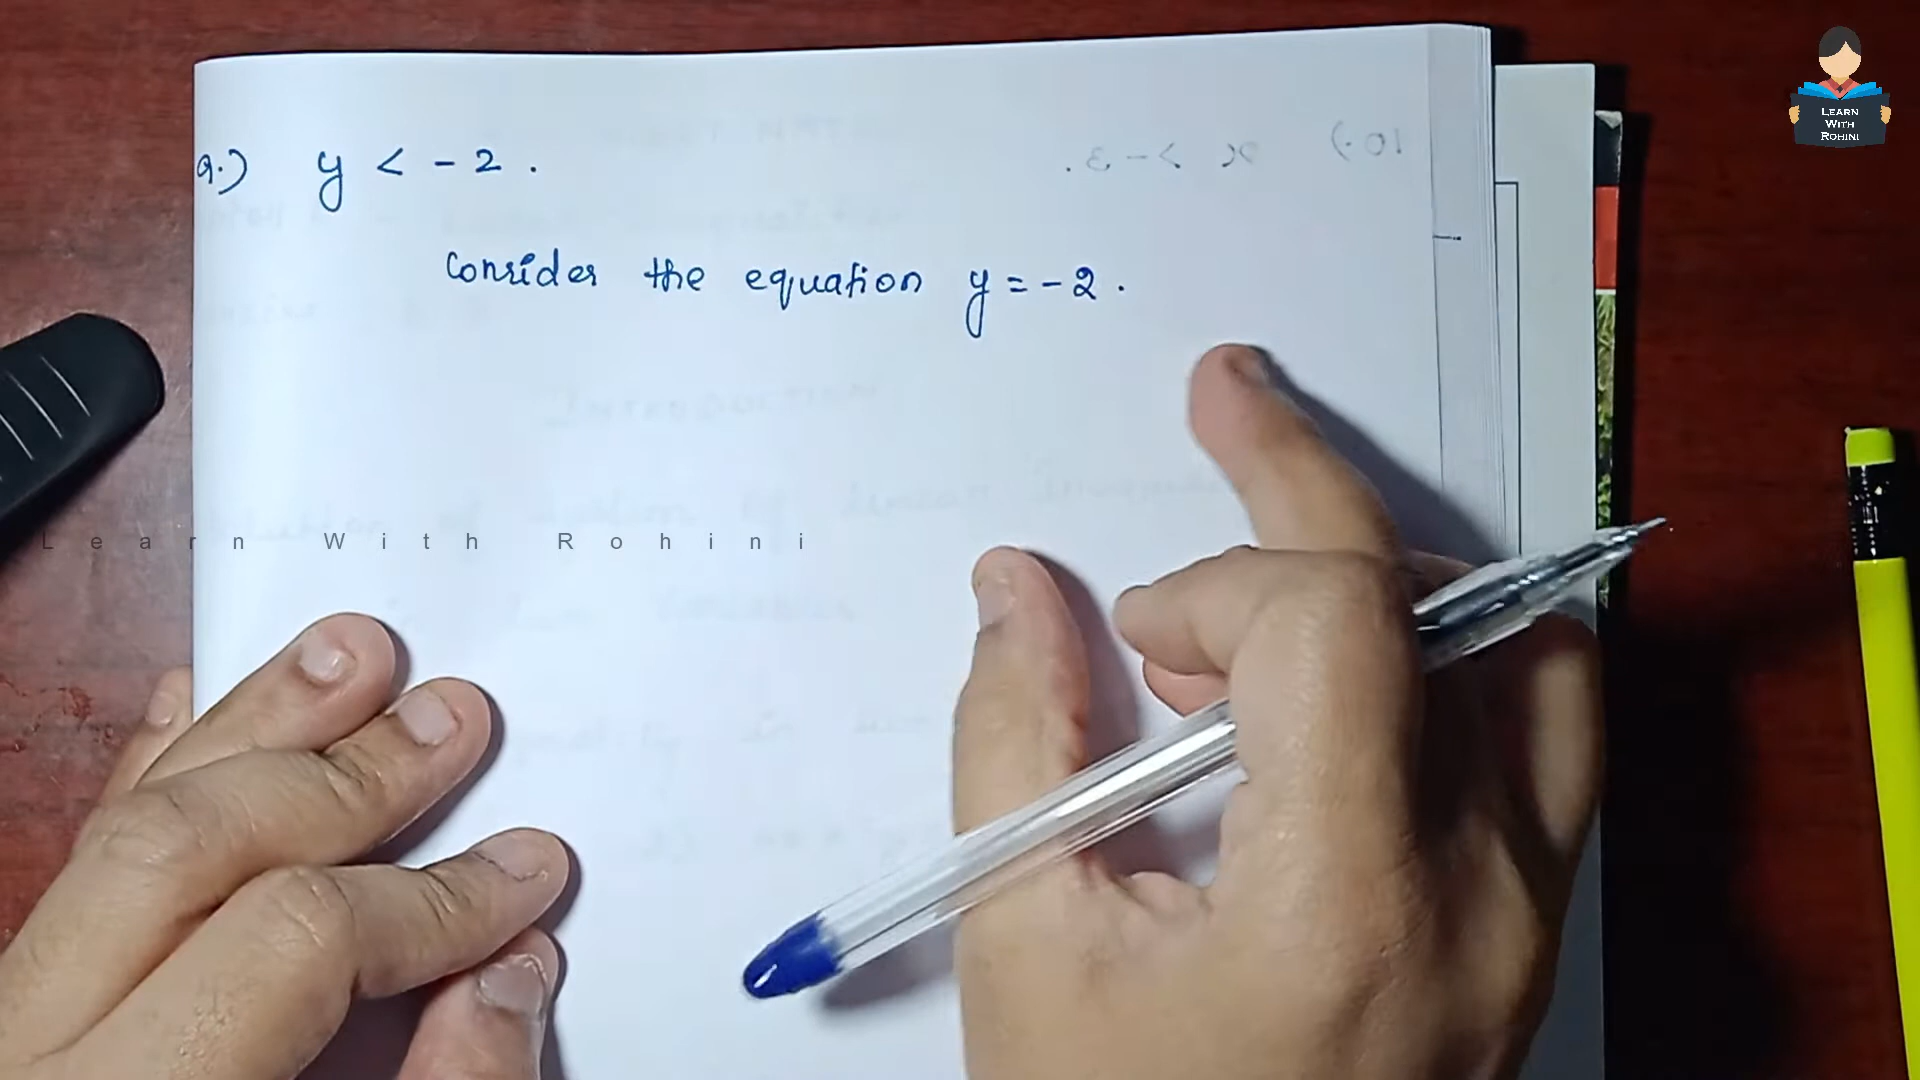 9.) y < - 2 .
Consider the equation y = - 2 .
Learn With Rohini
LEARN
WITH
ROHINI